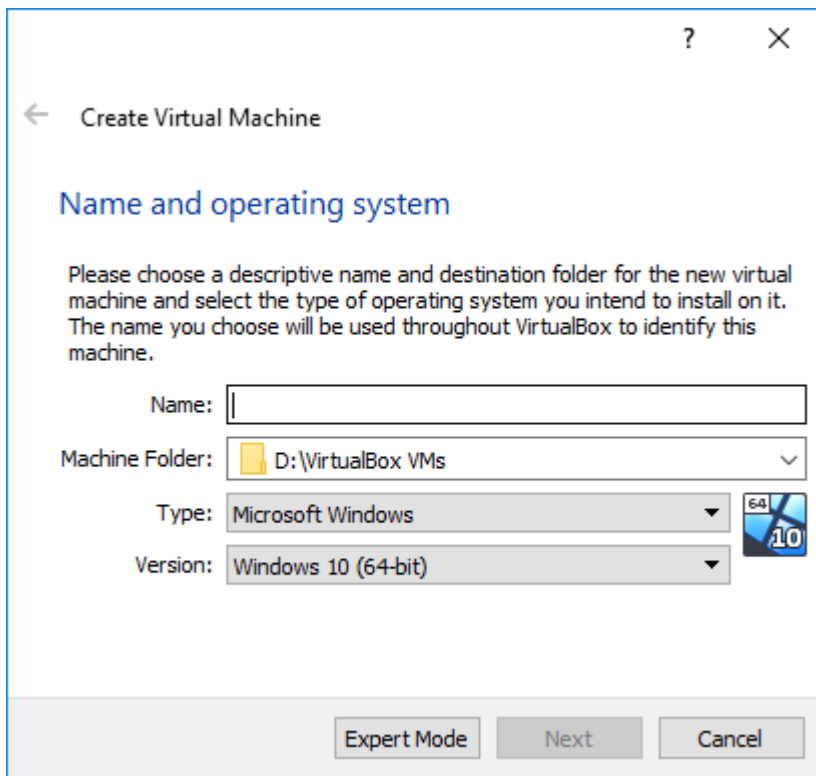 ?
Create Virtual Machine
Name and operating system
Please choose a descriptive name and destination folder for the new virtual
machine and select the type of operating system you intend to install on it.
The name you choose will be used throughout VirtualBox to identify this
machine.
Name:
Machine Folder: D:\VirtualBox VMs
Type: Microsoft Windows
64
10
Version: Windows 10 (64-bit)
Expert Mode Next Cancel